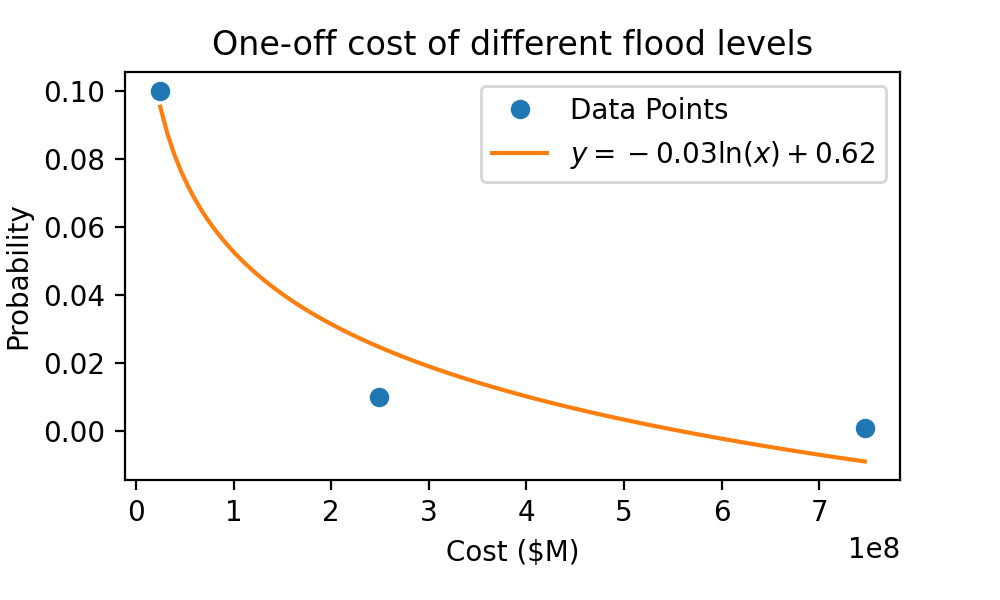 One-off cost of different flood levels
Probability
0.10
0.08
0.06
0.04
0.02
0.00
Data Points
y = −0.03ln(x) + 0.62
0 1 2 3 4 5 6 7
1e8
Cost ($M)